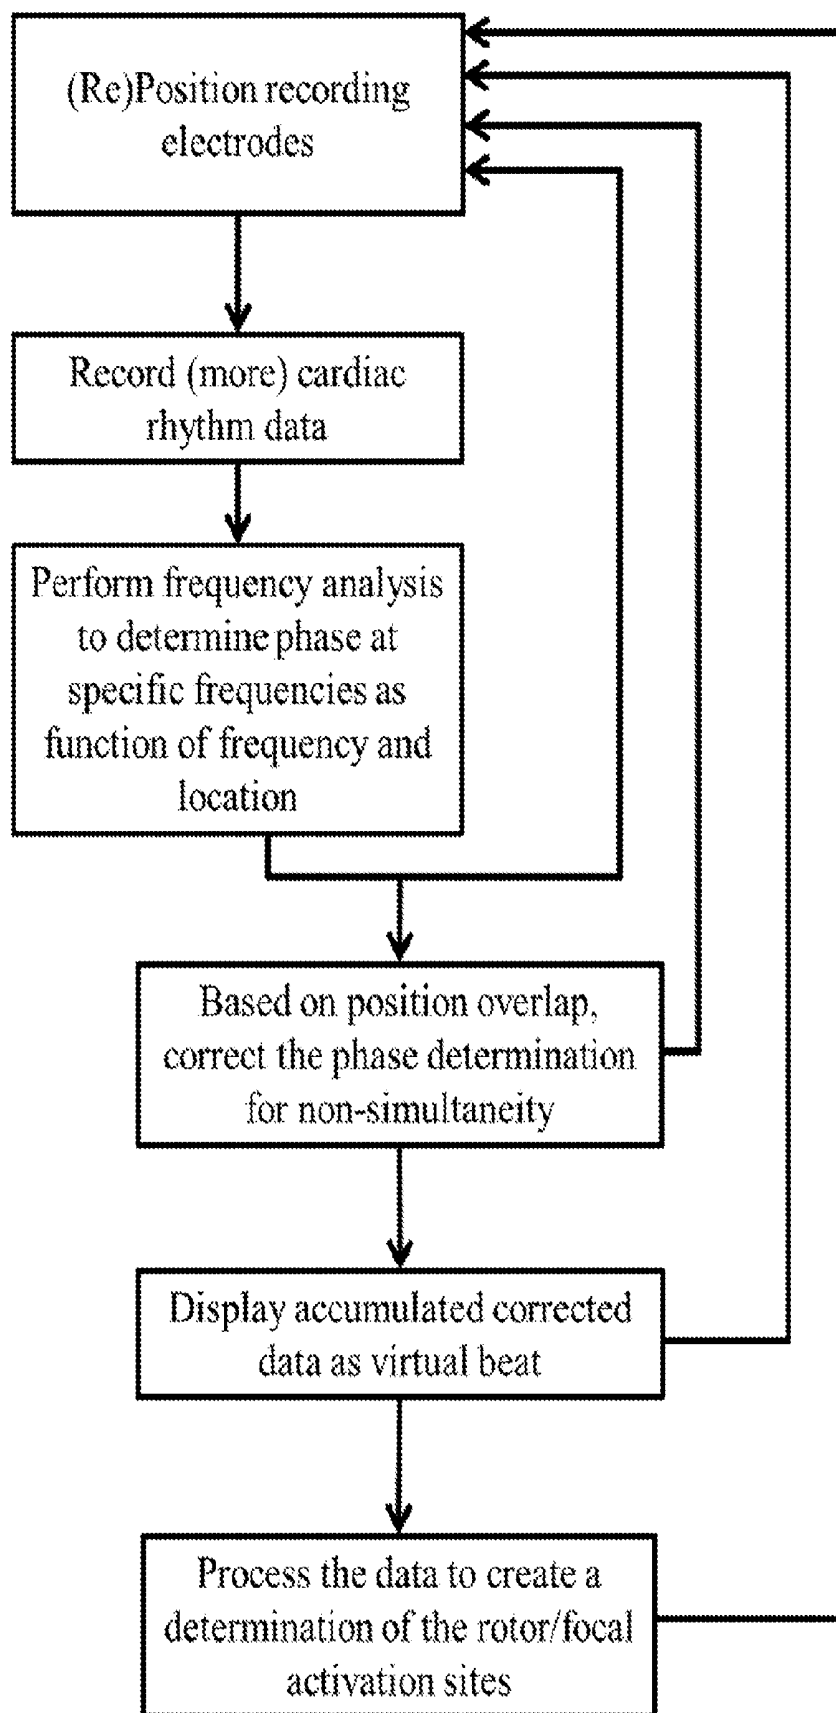 (Re)Position recording
electrodes
Record (more) cardiac
rhythm data
Perform frequency analysis
to determine phase at
specific frequencies as
function of frequency and
location
Based on position overlap,
correct the phase determination
for non-simultaneity
Display accumulated corrected
data as virtual beat
Process the data to create a
determination of the rotor/focal
activation sites